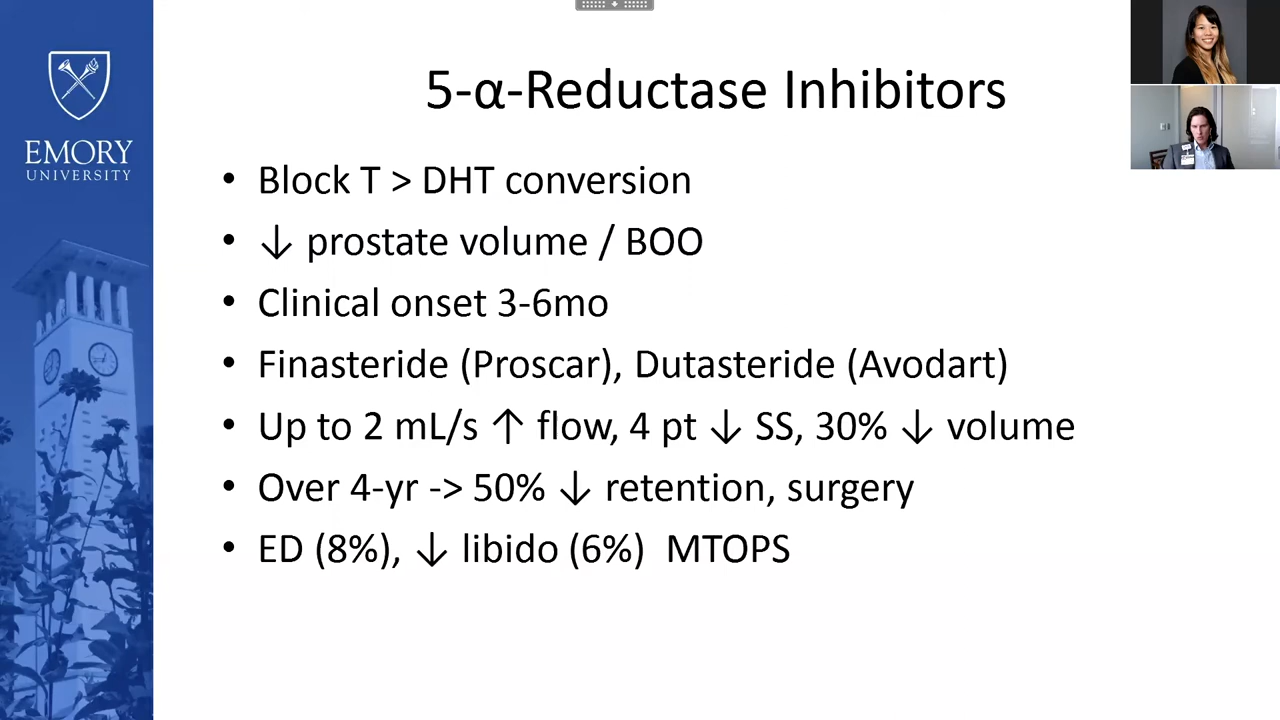 EMORY
UNIVERSITY
5-α-Reductase Inhibitors
• Block T > DHT conversion
• ↓ prostate volume / BOO
• Clinical onset 3-6mo
• Finasteride (Proscar), Dutasteride (Avodart)
• Up to 2 mL/s ↑ flow, 4 pt ↓ SS, 30% ↓ volume
• Over 4-yr -> 50% ↓ retention, surgery
• ED (8%), ↓ libido (6%)  MTOPS